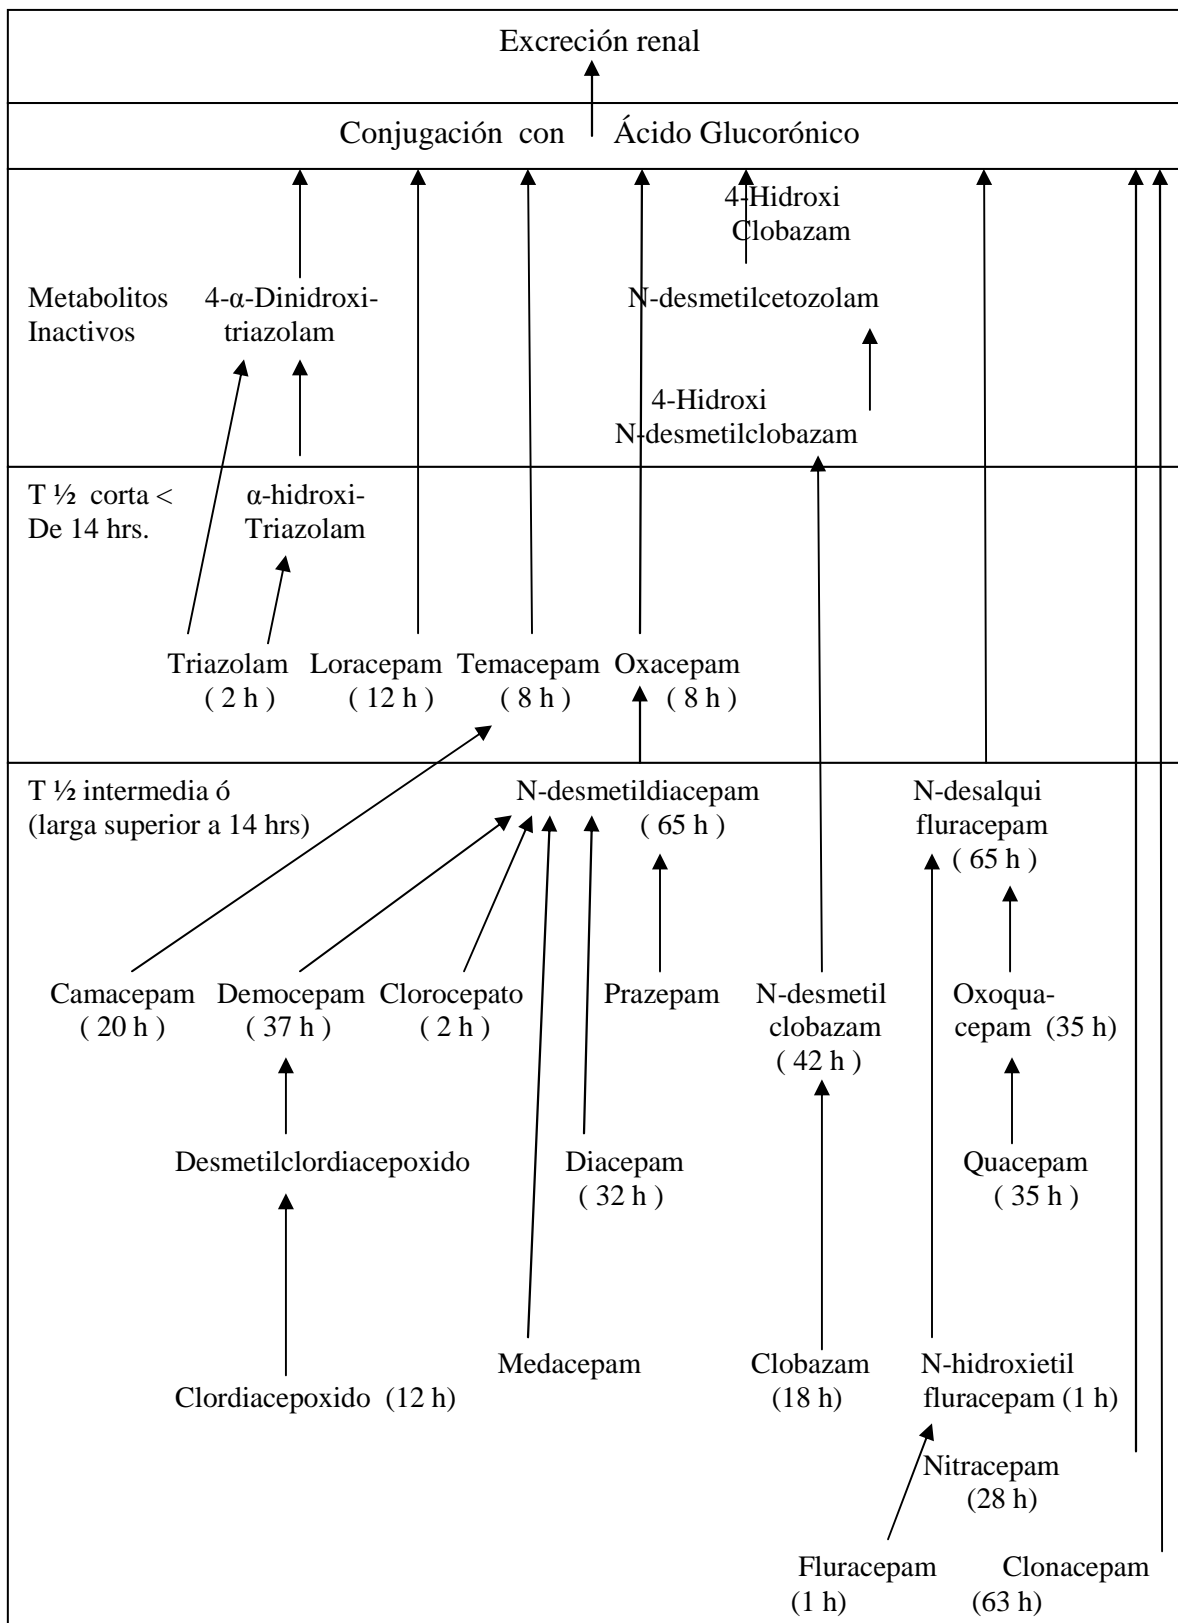 Excreción renal
Conjugación con Ácido Glucorónico
4-Hidroxi
Clobazam
Metabolitos 4-α-Dinidroxi- N-desmetilcetozolam
Inactivos triazolam
4-Hidroxi
N-desmetilclobazam
T ½ corta < α-hidroxi-
De 14 hrs. Triazolam
Triazolam Loracepam Temacepam Oxacepam
( 2 h ) ( 12 h ) ( 8 h ) ( 8 h )
T ½ intermedia ó N-desmetildiacepam N-desalqui
(larga superior a 14 hrs) ( 65 h ) fluracepam
( 65 h )
Camacepam Democepam Clorocepato Prazepam N-desmetil Oxoqua-
( 20 h ) ( 37 h ) ( 2 h ) clobazam cepam (35 h)
( 42 h )
Desmetilclordiacepoxido Diacepam Quacepam
( 32 h ) ( 35 h )
Medacepam Clobazam N-hidroxietil
Clordiacepoxido (12 h) (18 h) fluracepam (1 h)
Nitracepam
(28 h)
Fluracepam Clonacepam
(1 h) (63 h)